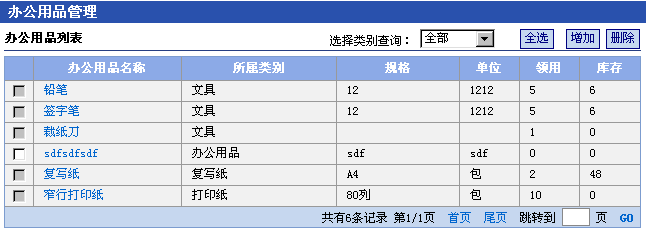 办公用品管理
办公用品列表 选择类别查询： 全部 全选 增加 删除
办公用品名称 所属类别 规格 单位 领用 库存
铅笔 文具 12 1212 5 6
签字笔 文具 12 1212 5 6
裁纸刀 文具 1 0
sdfsdfsdf 办公用品 sdf sdf 0 0
复写纸 复写纸 A4 包 2 48
窄行打印纸 打印纸 80列 包 10 0
共有6条记录 第1/1页 首页 尾页 跳转到 页 GO